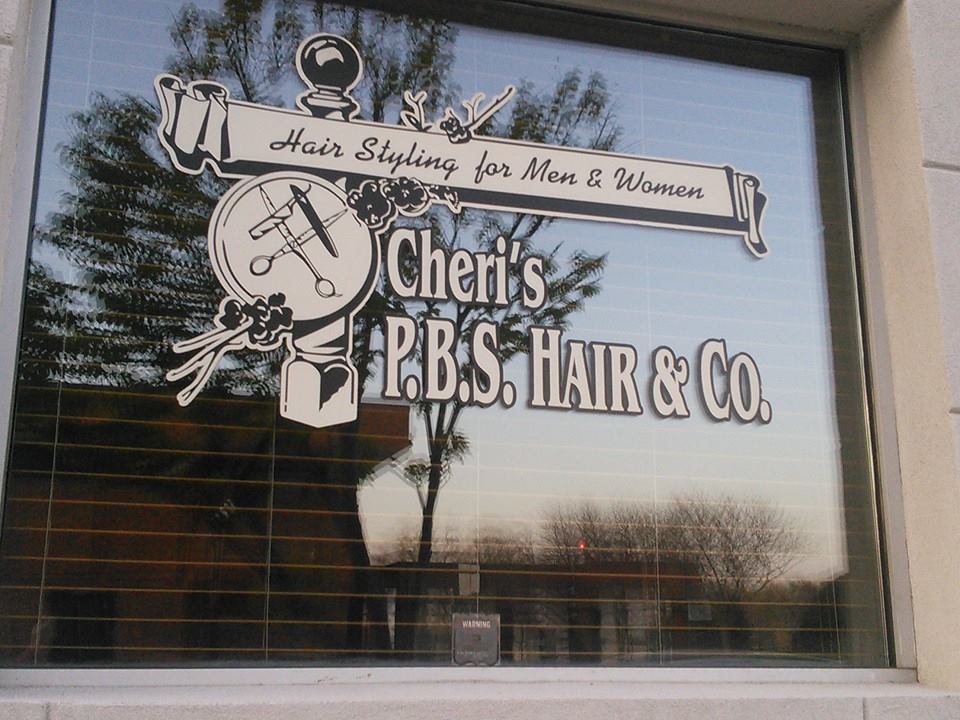 Hair Styling for Men & Women
Cheri's
P.B.S. HAIR & CO.
WARNING